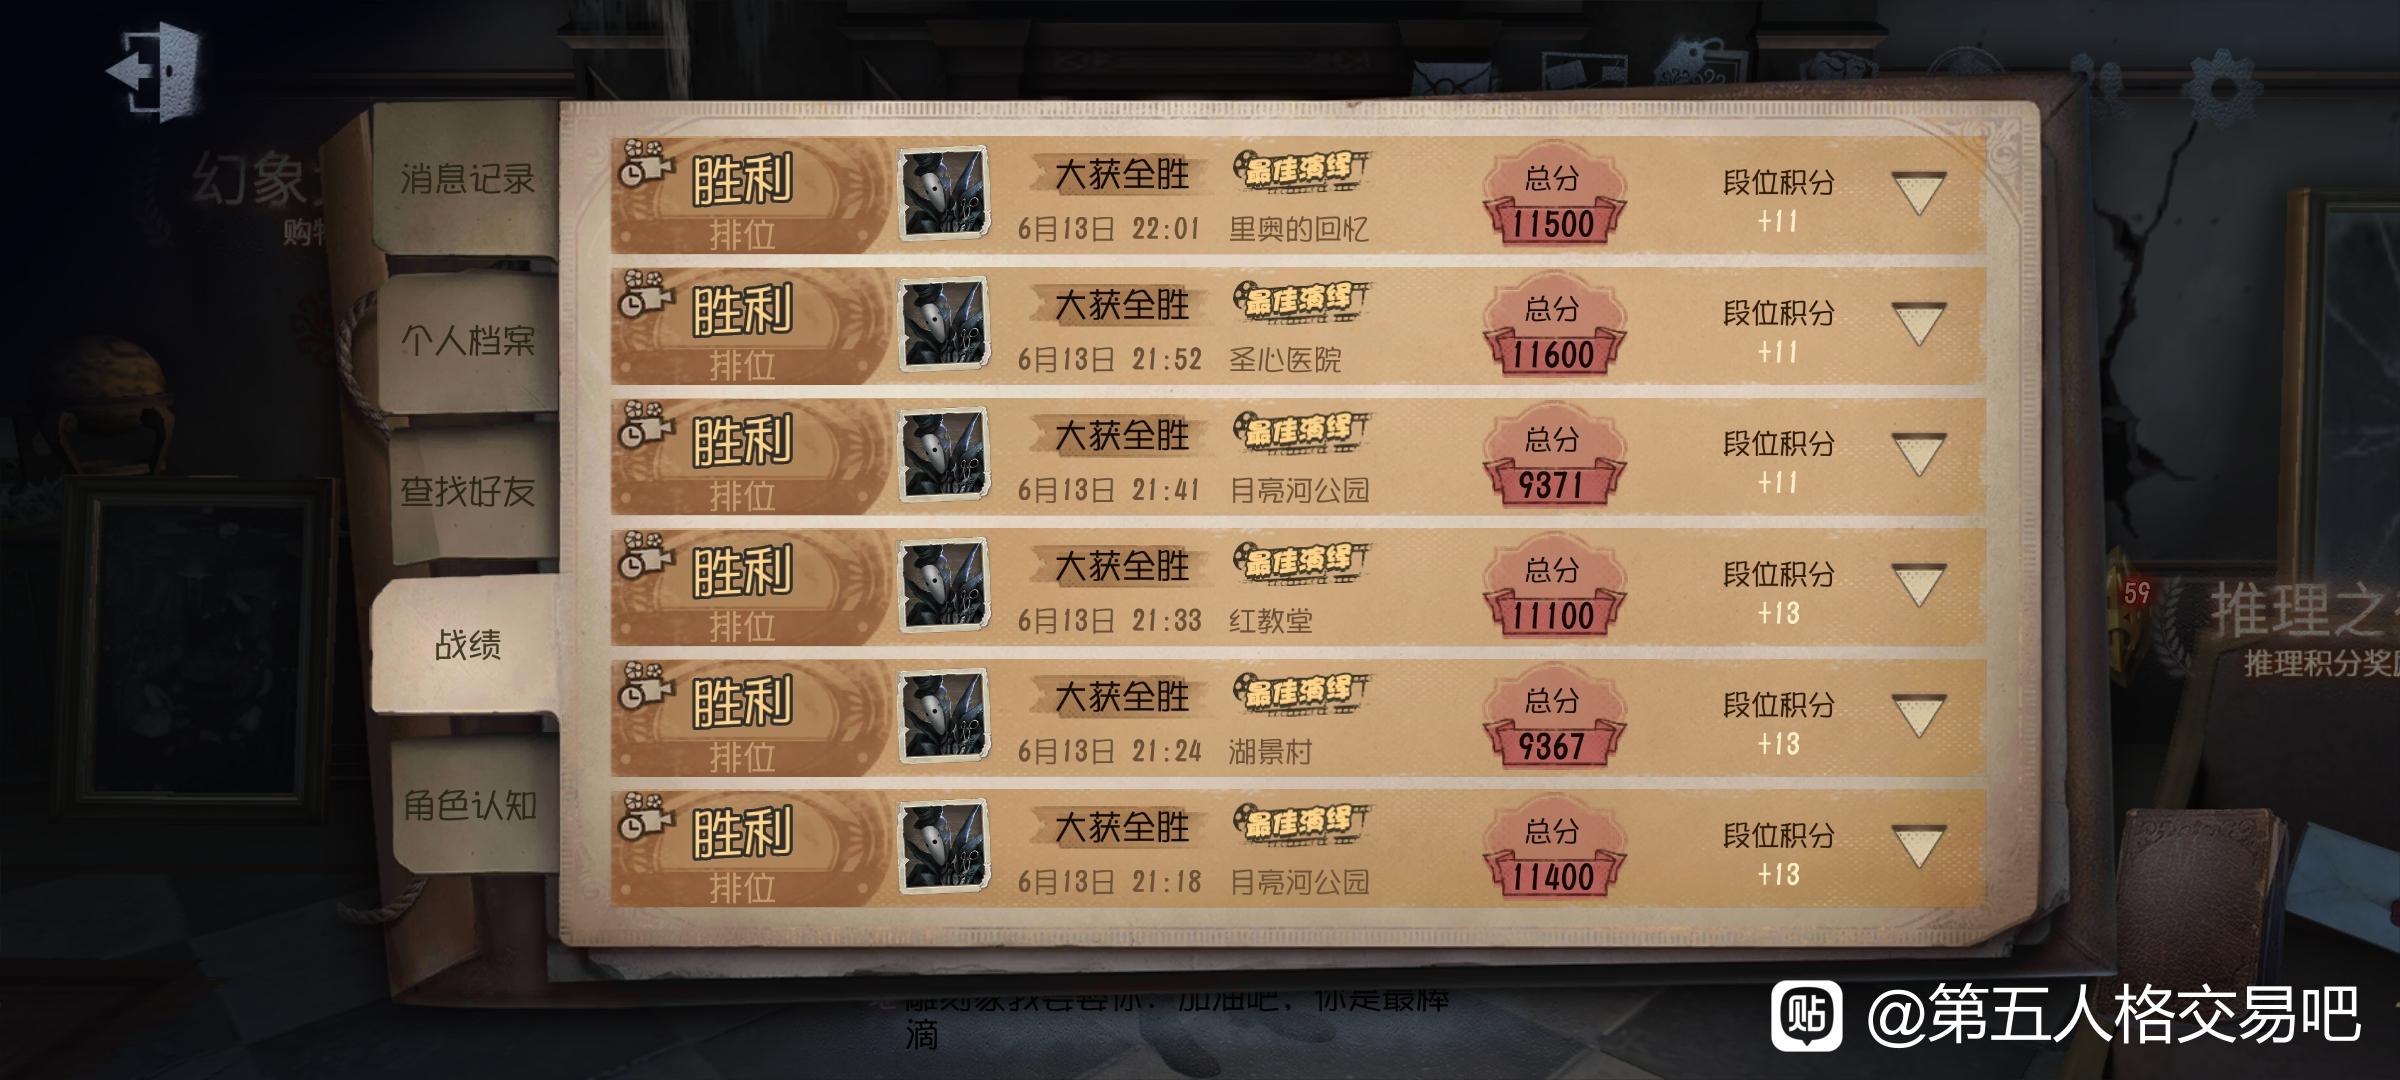 幻象
购物
消息记录
个人档案
查找好友
战绩
角色认知
胜利
排位
大获全胜
最佳演绎
6月13日 22:01 里奥的回忆
总分
11500
段位积分
+11
胜利
排位
大获全胜
最佳演绎
6月13日 21:52 圣心医院
总分
11600
段位积分
+11
胜利
排位
大获全胜
最佳演绎
6月13日 21:41 月亮河公园
总分
9371
段位积分
+11
胜利
排位
大获全胜
最佳演绎
6月13日 21:33 红教堂
总分
11100
段位积分
+13
胜利
排位
大获全胜
最佳演绎
6月13日 21:24 湖景村
总分
9367
段位积分
+13
胜利
排位
大获全胜
最佳演绎
6月13日 21:18 月亮河公园
总分
11400
段位积分
+13
59
推理之
推理积分奖
加油吧，你是最棒
滴
贴 @第五人格交易吧